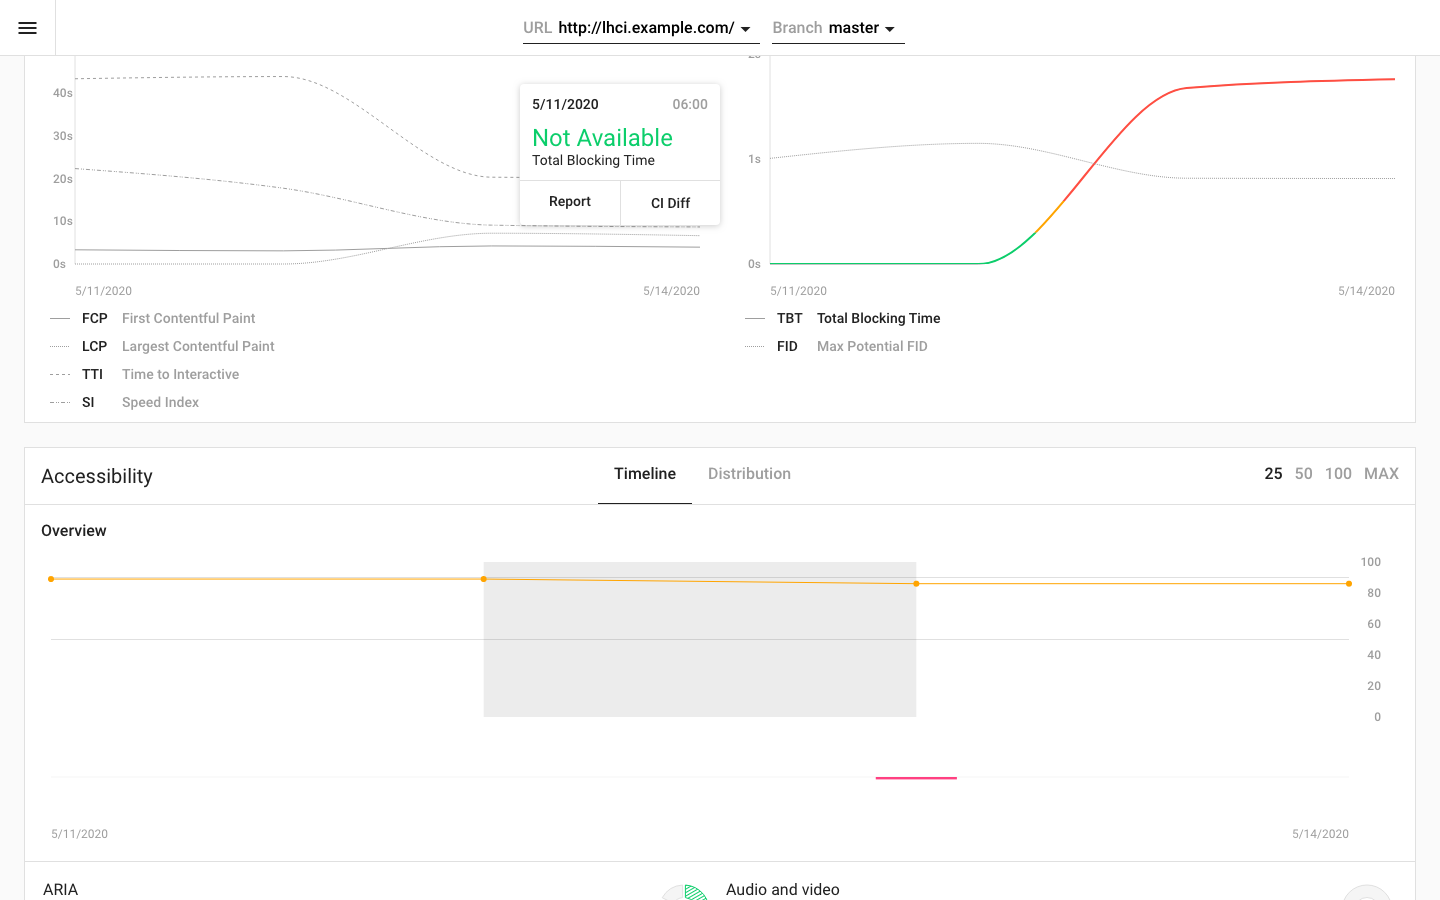 URL http://lhci.example.com/
Branch master
40s
30s
20s
10s
0s
5/11/2020
5/14/2020
FCP First Contentful Paint
LCP Largest Contentful Paint
TTI Time to Interactive
SI Speed Index
5/11/2020 06:00
Not Available
Total Blocking Time
Report CI Diff
1s
0s
5/11/2020
5/14/2020
TBT Total Blocking Time
FID Max Potential FID
Accessibility
Timeline Distribution
25 50 100 MAX
Overview
100
80
60
40
20
0
5/11/2020
5/14/2020
ARIA
Audio and video